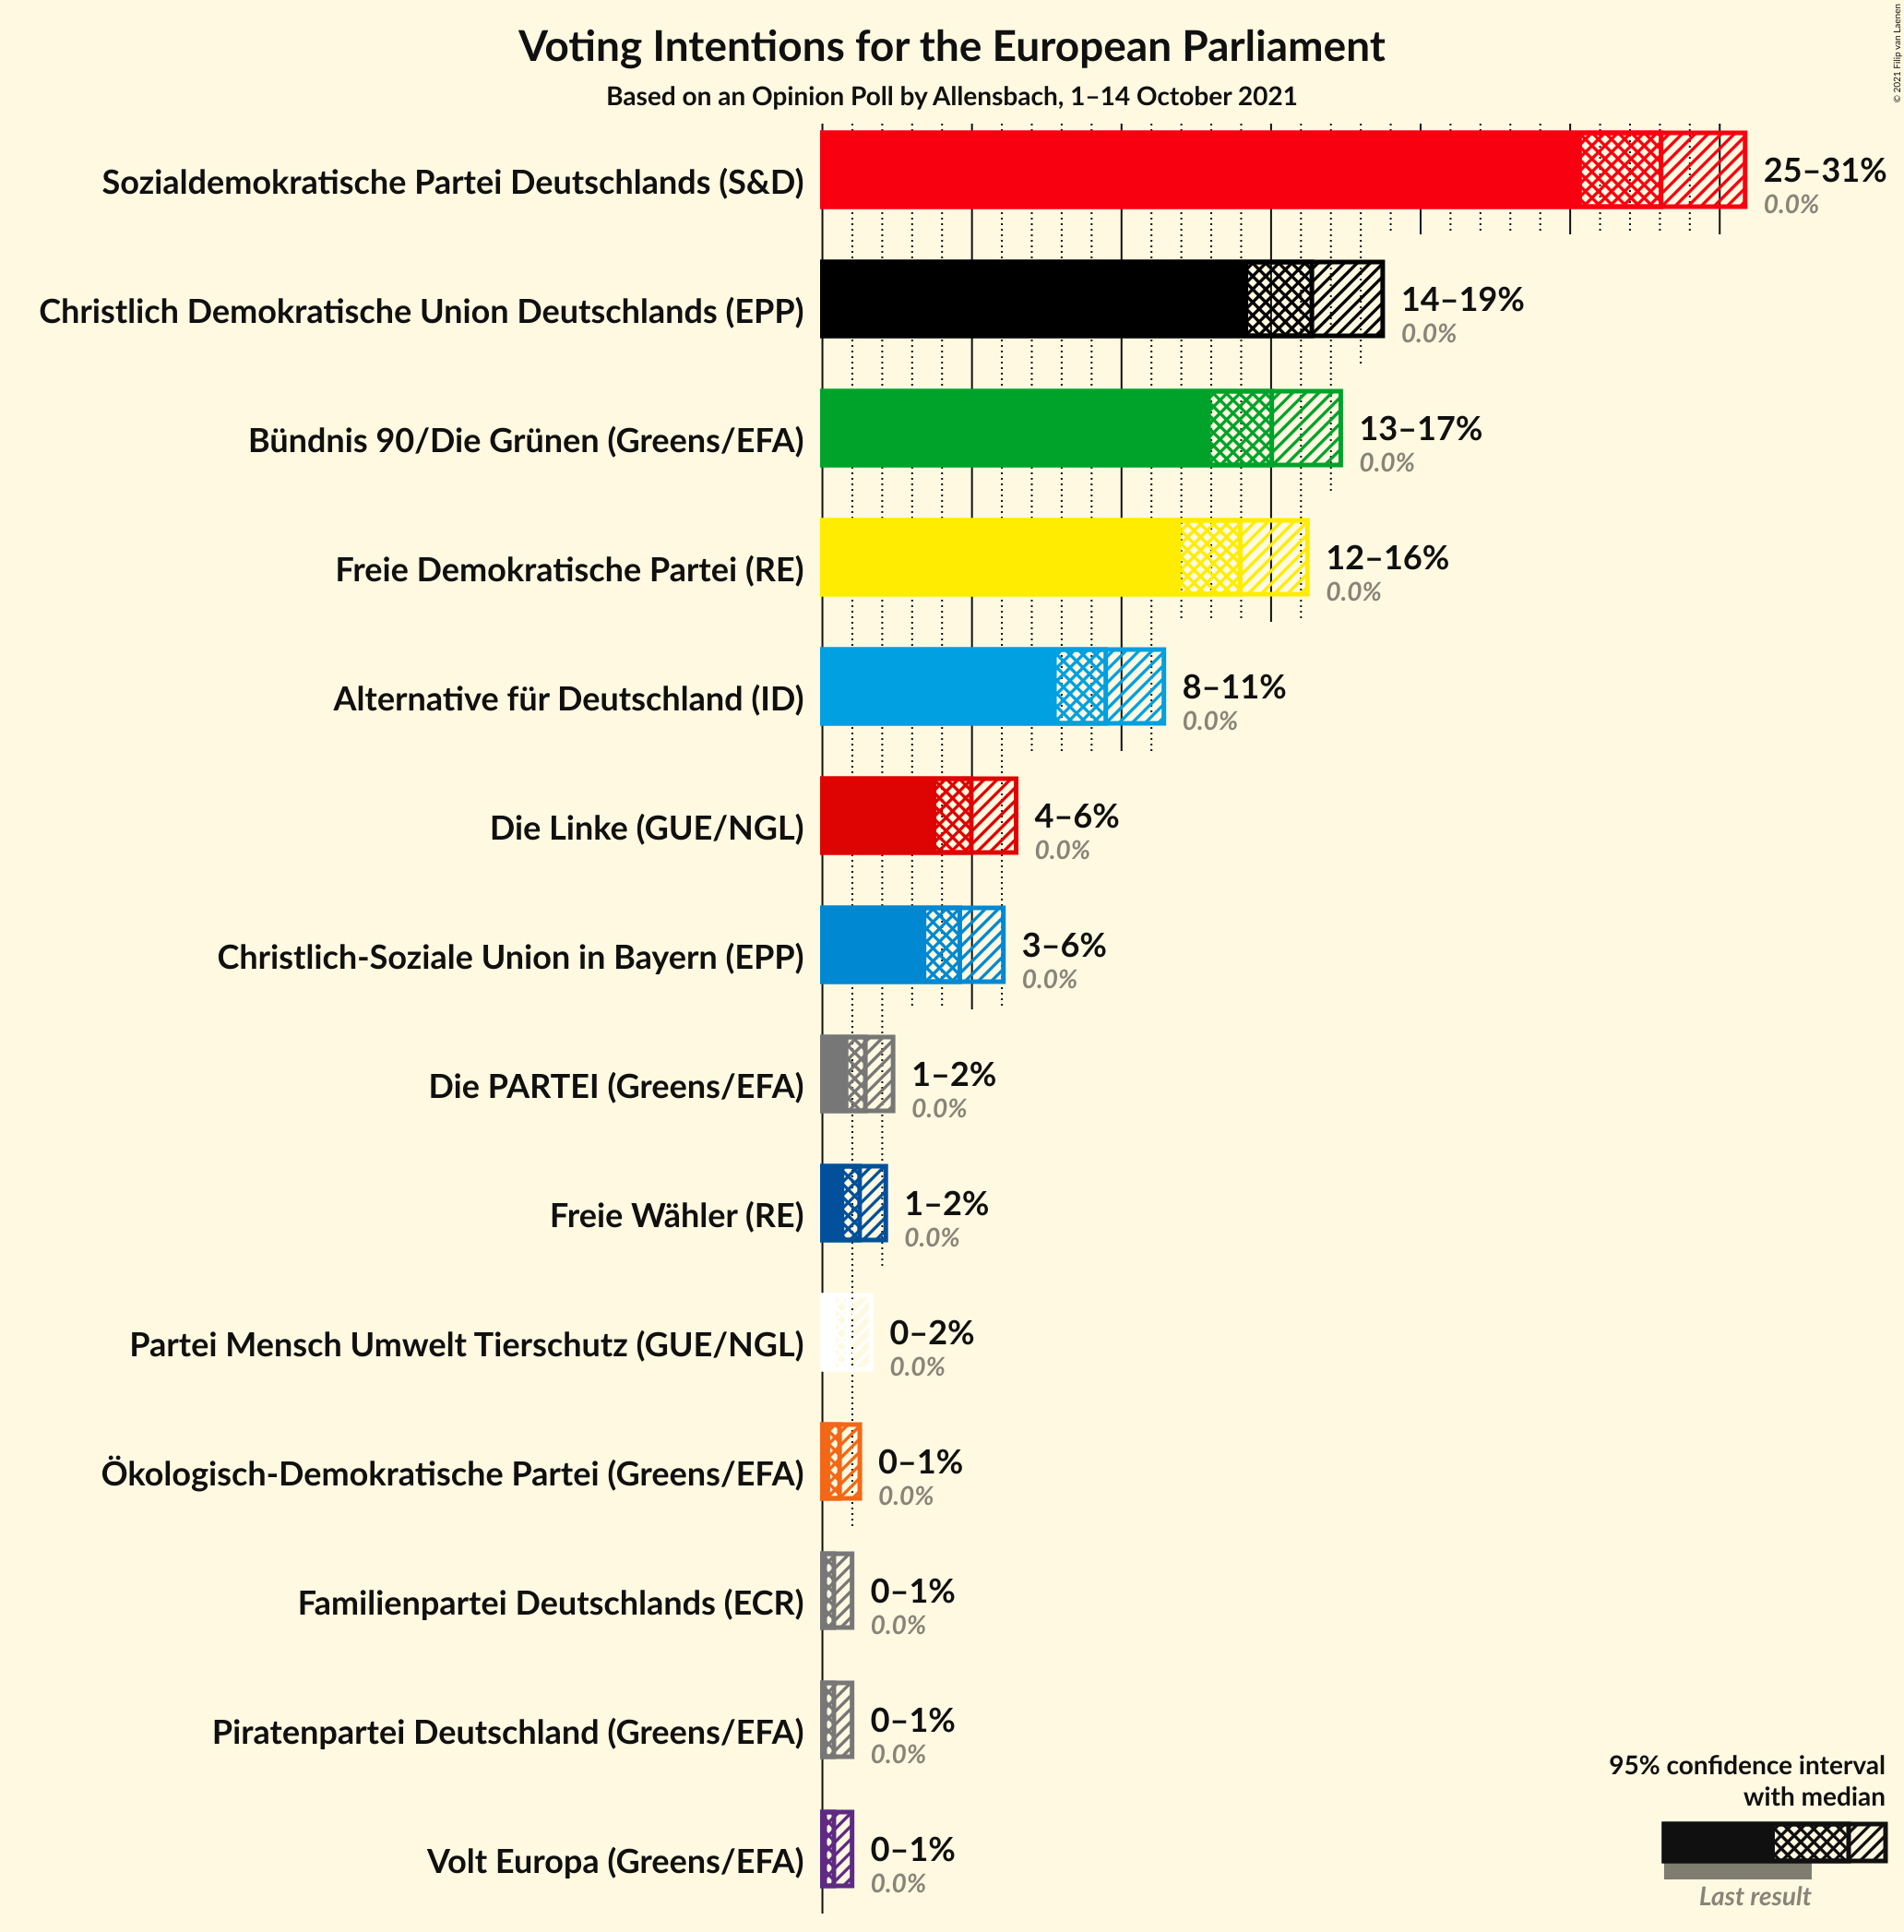 Voting Intentions for the European Parliament
Based on an Opinion Poll by Allensbach, 1–14 October 2021
© 2021 Filip van Laenen
Sozialdemokratische Partei Deutschlands (S&D)
25–31%
0.0%
Christlich Demokratische Union Deutschlands (EPP)
14–19%
0.0%
Bündnis 90/Die Grünen (Greens/EFA)
13–17%
0.0%
Freie Demokratische Partei (RE)
12–16%
0.0%
Alternative für Deutschland (ID)
8–11%
0.0%
Die Linke (GUE/NGL)
4–6%
0.0%
Christlich-Soziale Union in Bayern (EPP)
3–6%
0.0%
Die PARTEI (Greens/EFA)
1–2%
0.0%
Freie Wähler (RE)
1–2%
0.0%
Partei Mensch Umwelt Tierschutz (GUE/NGL)
0–2%
0.0%
Ökologisch-Demokratische Partei (Greens/EFA)
0–1%
0.0%
Familienpartei Deutschlands (ECR)
0–1%
0.0%
Piratenpartei Deutschland (Greens/EFA)
0–1%
0.0%
Volt Europa (Greens/EFA)
0–1%
0.0%
95% confidence interval
with median
Last result